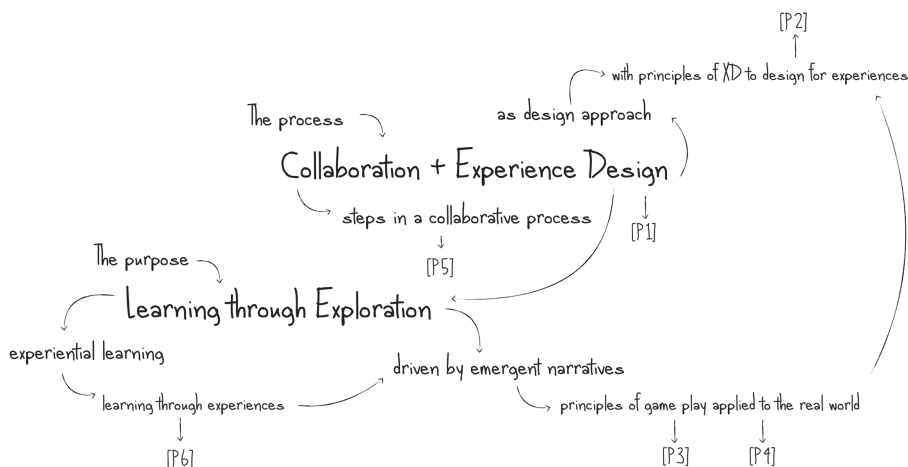 [P2]
with principles of XD to design for experiences
The process
as design approach
Collaboration + Experience Design
steps in a collaborative process
[P1]
[P5]
The purpose
Learning through Exploration
experiential learning
driven by emergent narratives
learning through experiences
principles of game play applied to the real world
[P6]
[P3]
[P4]